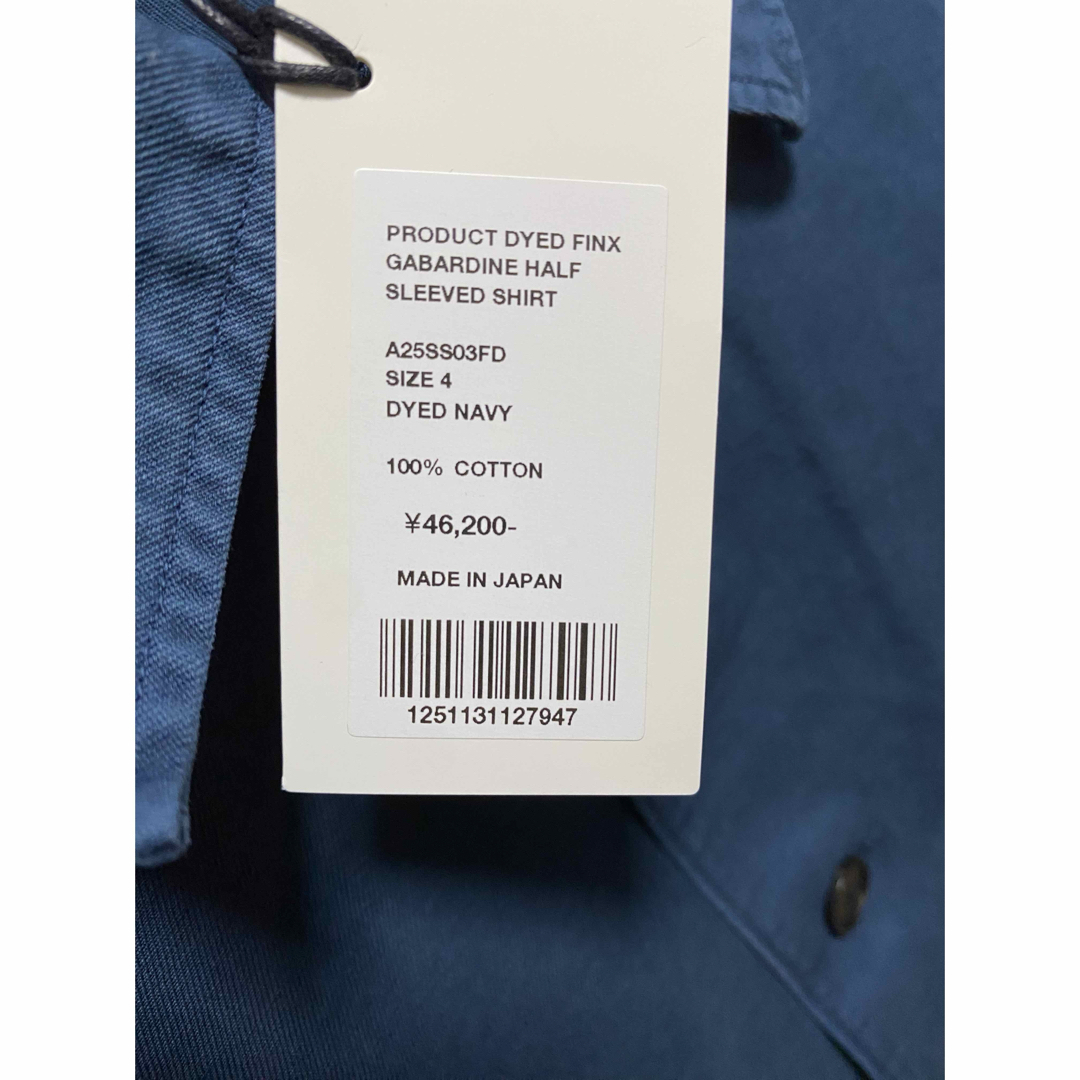 PRODUCT DYED FINX
GABARDINE HALF
SLEEVED SHIRT
A25SS03FD
SIZE 4
DYED NAVY
100% COTTON
¥46,200-
MADE IN JAPAN
1251131127947